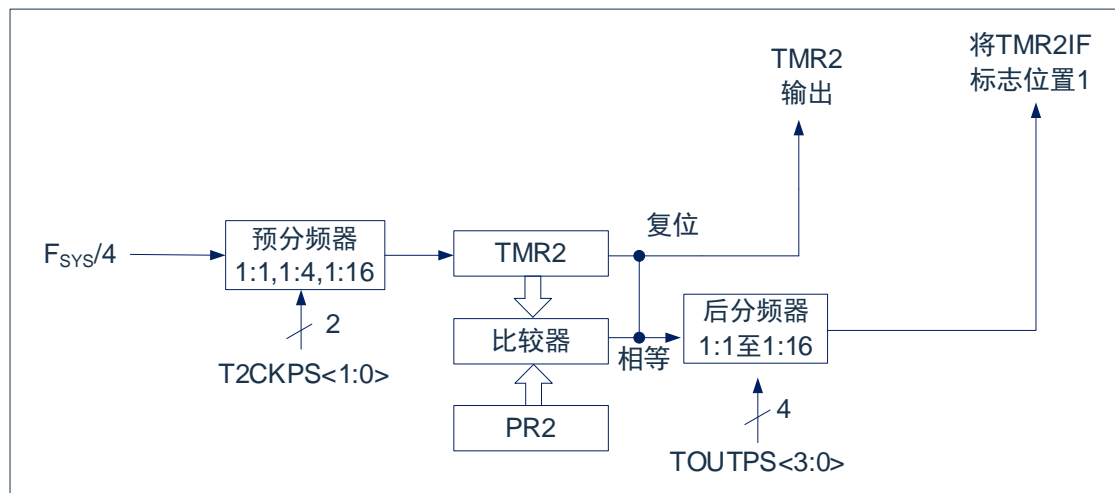 TMR2
输出
将TMR2IF
标志位置1
FSYS/4
预分频器
1:1,1:4,1:16
2
T2CKPS<1:0>
TMR2
复位
比较器
相等
PR2
后分频器
1:1至1:16
4
TOUTPS<3:0>